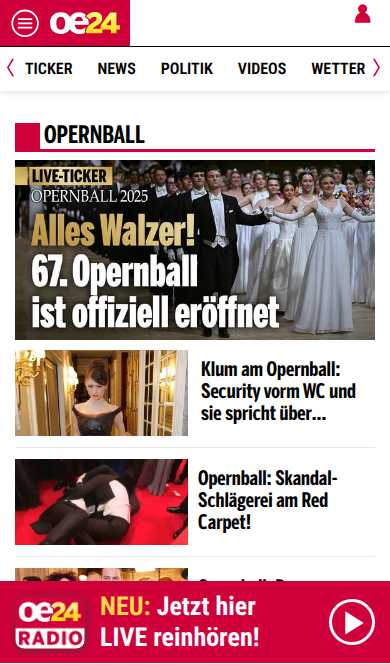 oe24
TICKER NEWS POLITIK VIDEOS WETTER
OPERNBALL
LIVE-TICKER
OPERNBALL 2025
Alles Walzer!
67. Opernball
ist offiziell eröffnet
Klum am Opernball:
Security vorm WC und
sie spricht über...
Opernball: Skandal-
Schlägerei am Red
Carpet!
oe24
RADIO
NEU: Jetzt hier
LIVE reinhören!